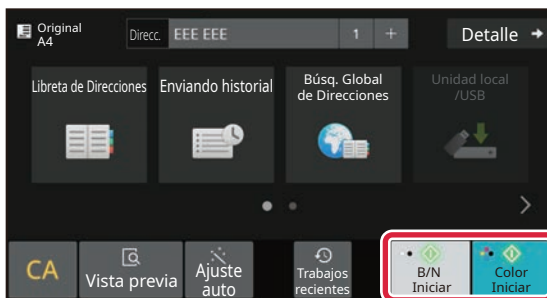 Original
A4
Direcc. EEE EEE 1 +
Detalle
Libreta de Direcciones
Enviando historial
Búsq. Global
de Direcciones
Unidad local
/USB
CA
Vista previa
Ajuste
auto
Trabajos
recientes
B/N
Iniciar
Color
Iniciar